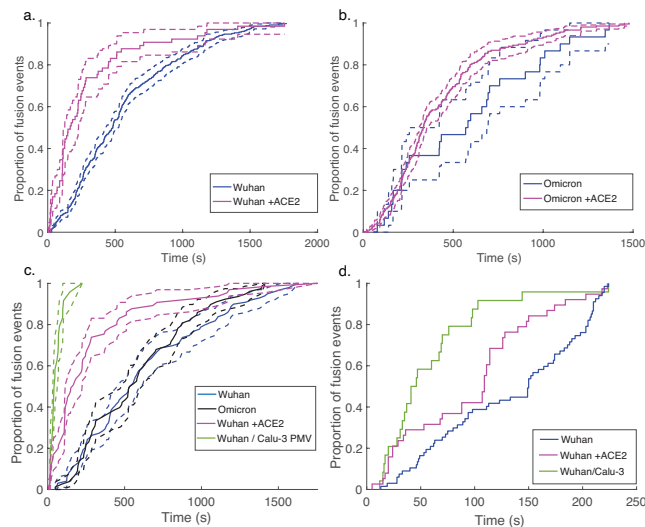 a.
Proportion of fusion events
1
0.8
0.6
0.4
0.2
0
0 500 1000 1500 2000
Time (s)
Wuhan
Wuhan +ACE2
b.
Proportion of fusion events
1
0.8
0.6
0.4
0.2
0
0 500 1000 1500
Time (s)
Omicron
Omicron +ACE2
c.
Proportion of fusion events
1
0.8
0.6
0.4
0.2
0
0 500 1000 1500
Time (s)
Wuhan
Omicron
Wuhan +ACE2
Wuhan / Calu-3 PMV
d.
Proportion of fusion events
1
0.8
0.6
0.4
0.2
0
0 50 100 150 200 250
Time (s)
Wuhan
Wuhan +ACE2
Wuhan/Calu-3